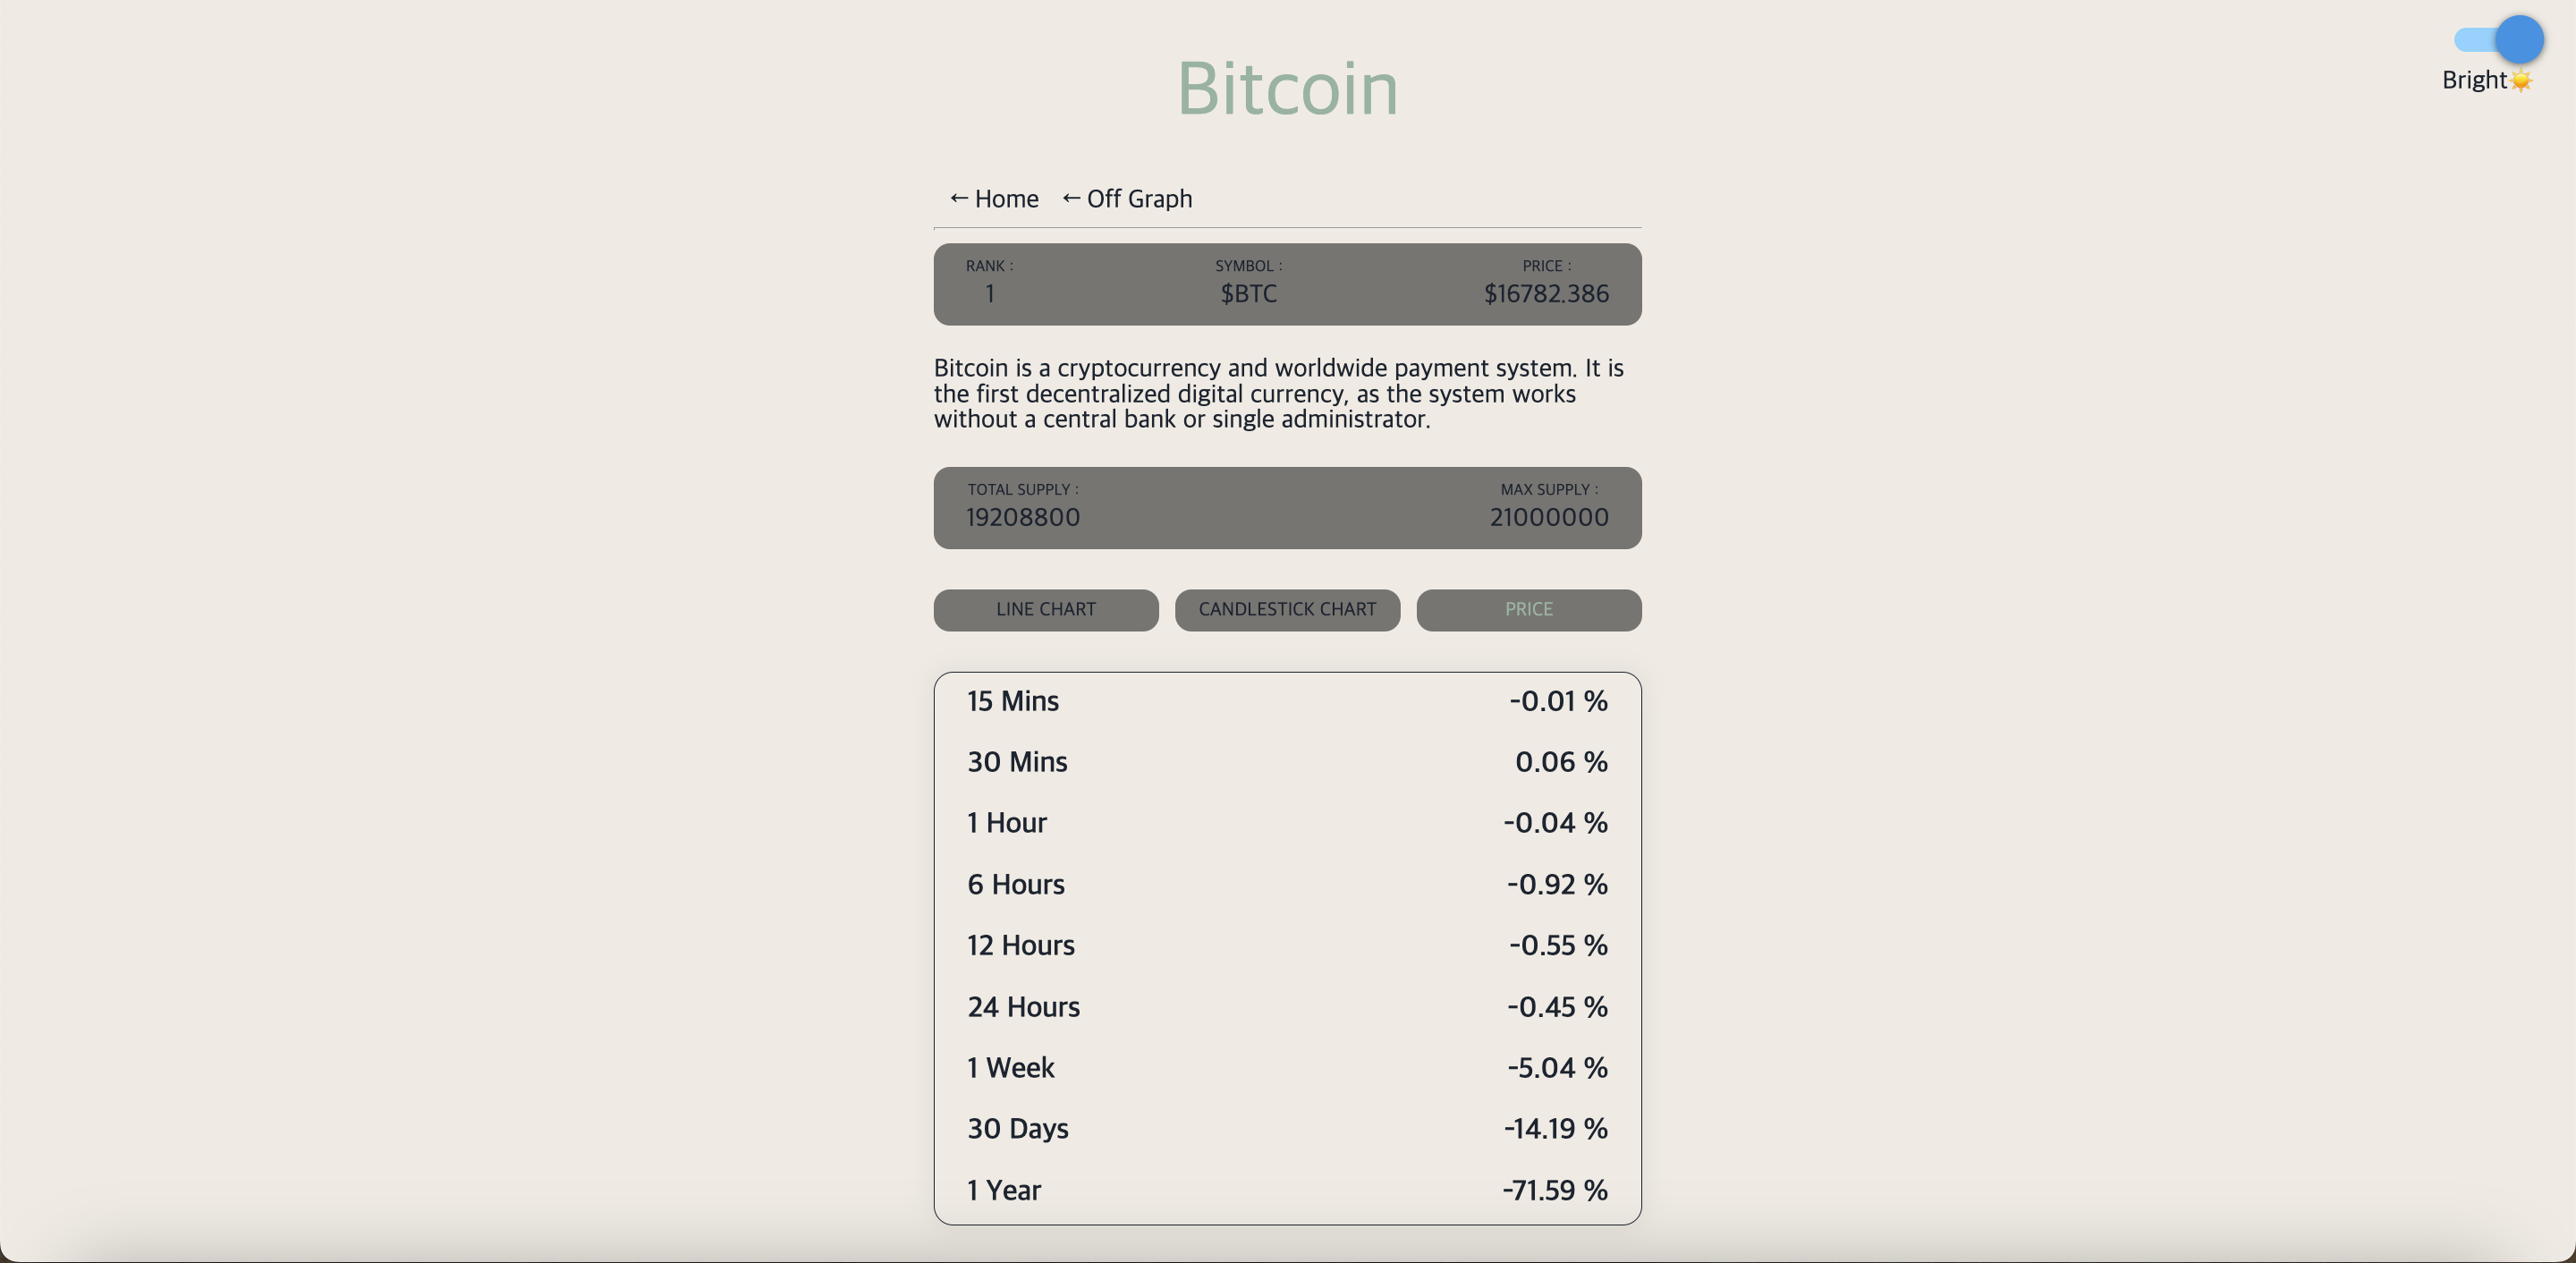 Bright☀️
Bitcoin
← Home ← Off Graph
RANK : SYMBOL : PRICE :
1 $BTC $16782.386
Bitcoin is a cryptocurrency and worldwide payment system. It is
the first decentralized digital currency, as the system works
without a central bank or single administrator.
TOTAL SUPPLY : MAX SUPPLY :
19208800 21000000
LINE CHART CANDLESTICK CHART PRICE
15 Mins -0.01 %
30 Mins 0.06 %
1 Hour -0.04 %
6 Hours -0.92 %
12 Hours -0.55 %
24 Hours -0.45 %
1 Week -5.04 %
30 Days -14.19 %
1 Year -71.59 %